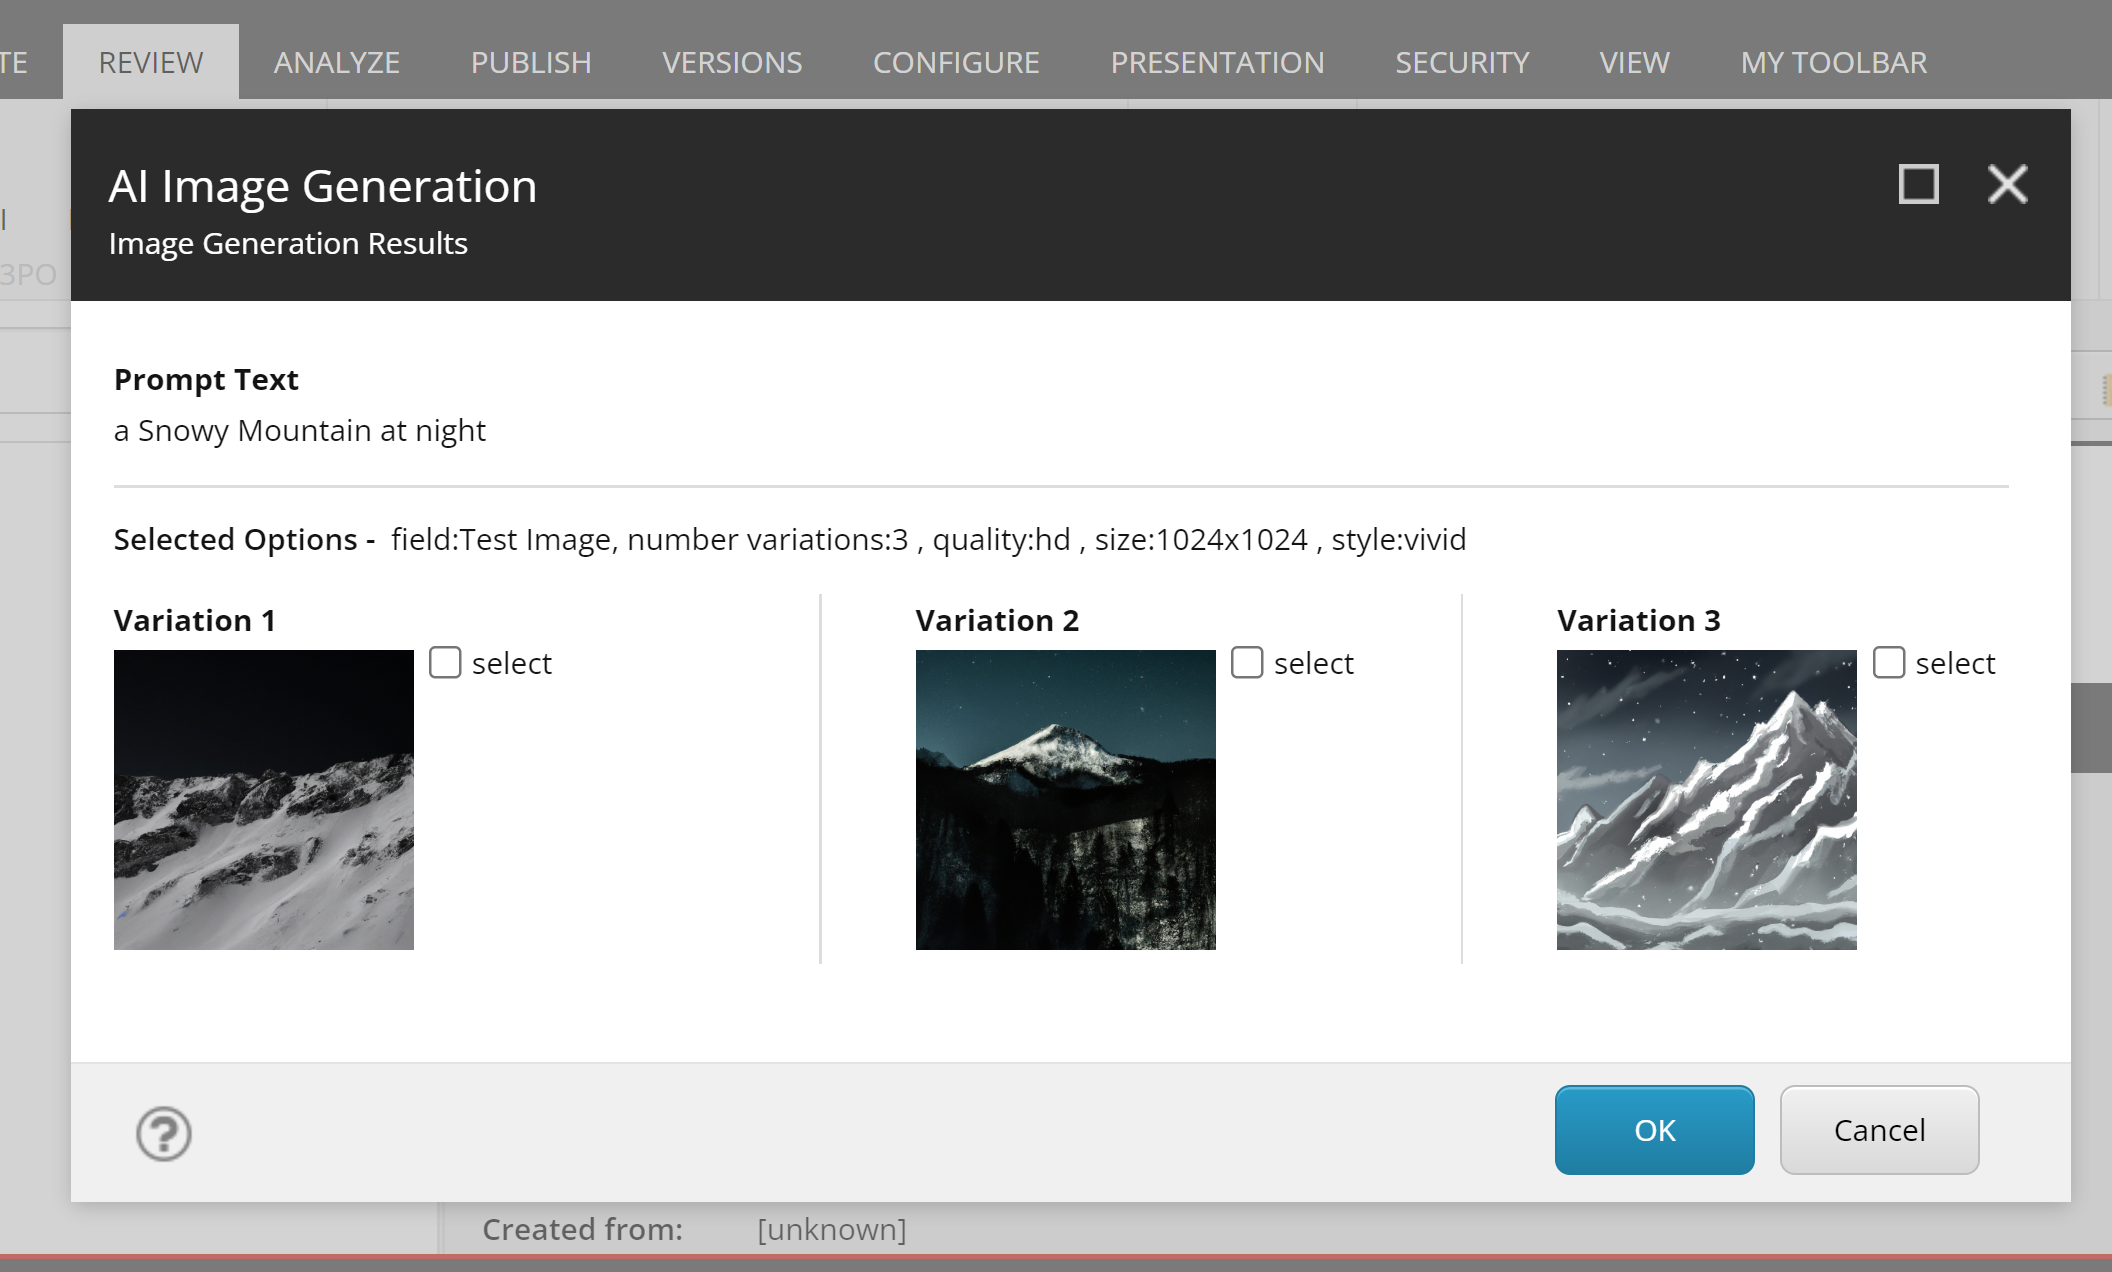 TE REVIEW ANALYZE PUBLISH VERSIONS CONFIGURE PRESENTATION SECURITY VIEW MY TOOLBAR
AI Image Generation
Image Generation Results
3PO
Prompt Text
a Snowy Mountain at night
Selected Options - field:Test Image, number variations:3 , quality:hd , size:1024x1024 , style:vivid
Variation 1
select
Variation 2
select
Variation 3
select
?
OK
Cancel
Created from: [unknown]